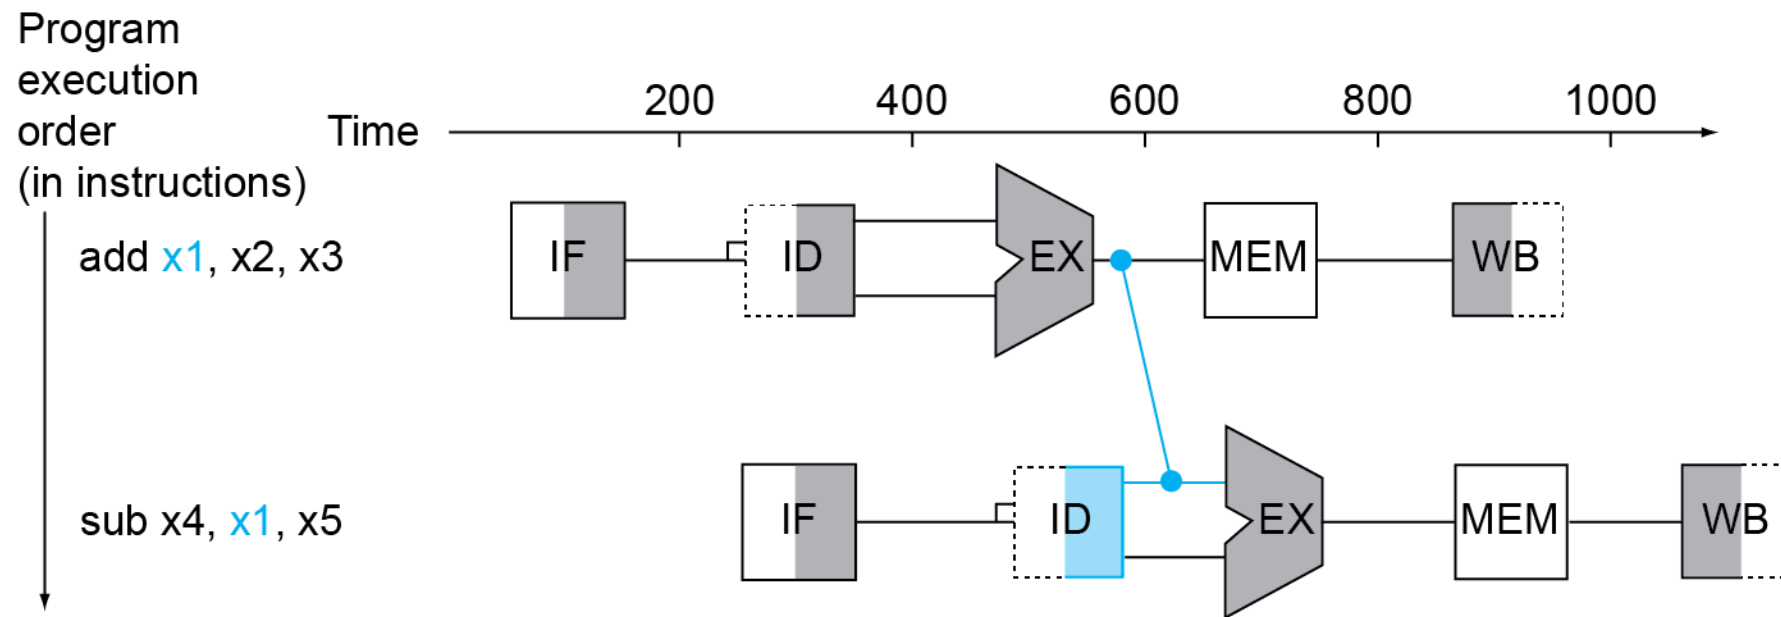 Program
execution
order
(in instructions)
Time
200 400 600 800 1000
add x1, x2, x3
IF ID EX MEM WB
sub x4, x1, x5
IF ID EX MEM WB